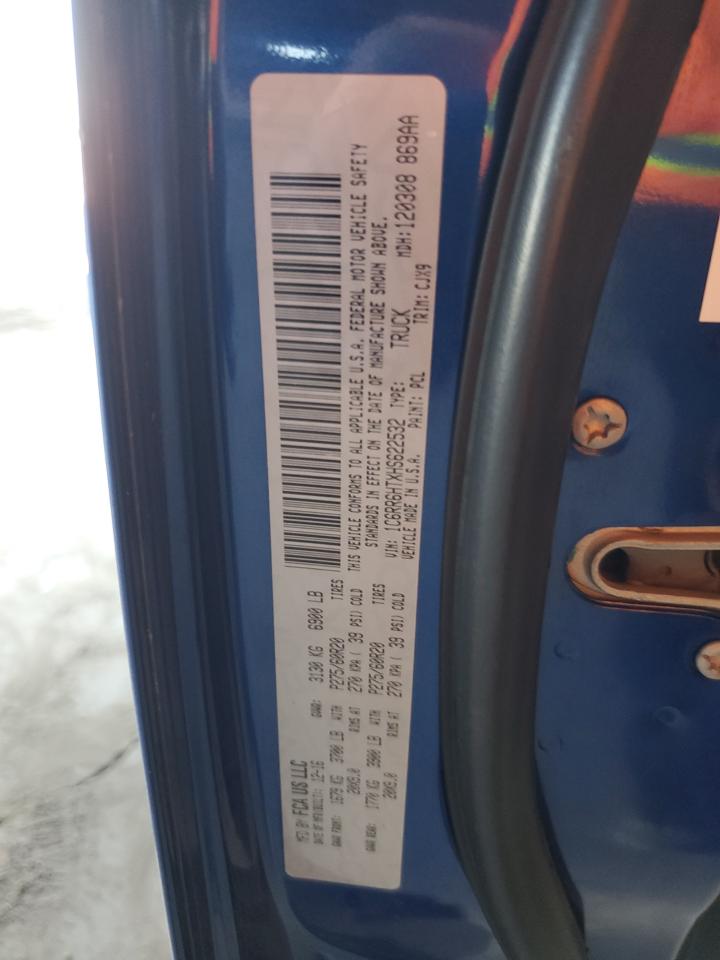 MFD BY FCA US LLC
DATE OF MFR(BUILT): 12-16 GVWR: 3130 KG 6900 LB
GAWR FRONT: 1679 KG 3700 LB WITH P275/60R20 TIRES
20X9.0 RIMS AT 270 KPA ( 39 PSI) COLD
GAWR REAR: 1770 KG 3900 LB WITH P275/60R20 TIRES
20X9.0 RIMS AT 270 KPA ( 39 PSI) COLD
THIS VEHICLE CONFORMS TO ALL APPLICABLE U.S.A. FEDERAL MOTOR VEHICLE SAFETY
STANDARDS IN EFFECT ON THE DATE OF MANUFACTURE SHOWN ABOVE.
VIN: 1C6RR6HTXHS622532 TYPE: TRUCK MDH:120308 869AA
VEHICLE MADE IN U.S.A. PAINT: PCL TRIM: CJX9